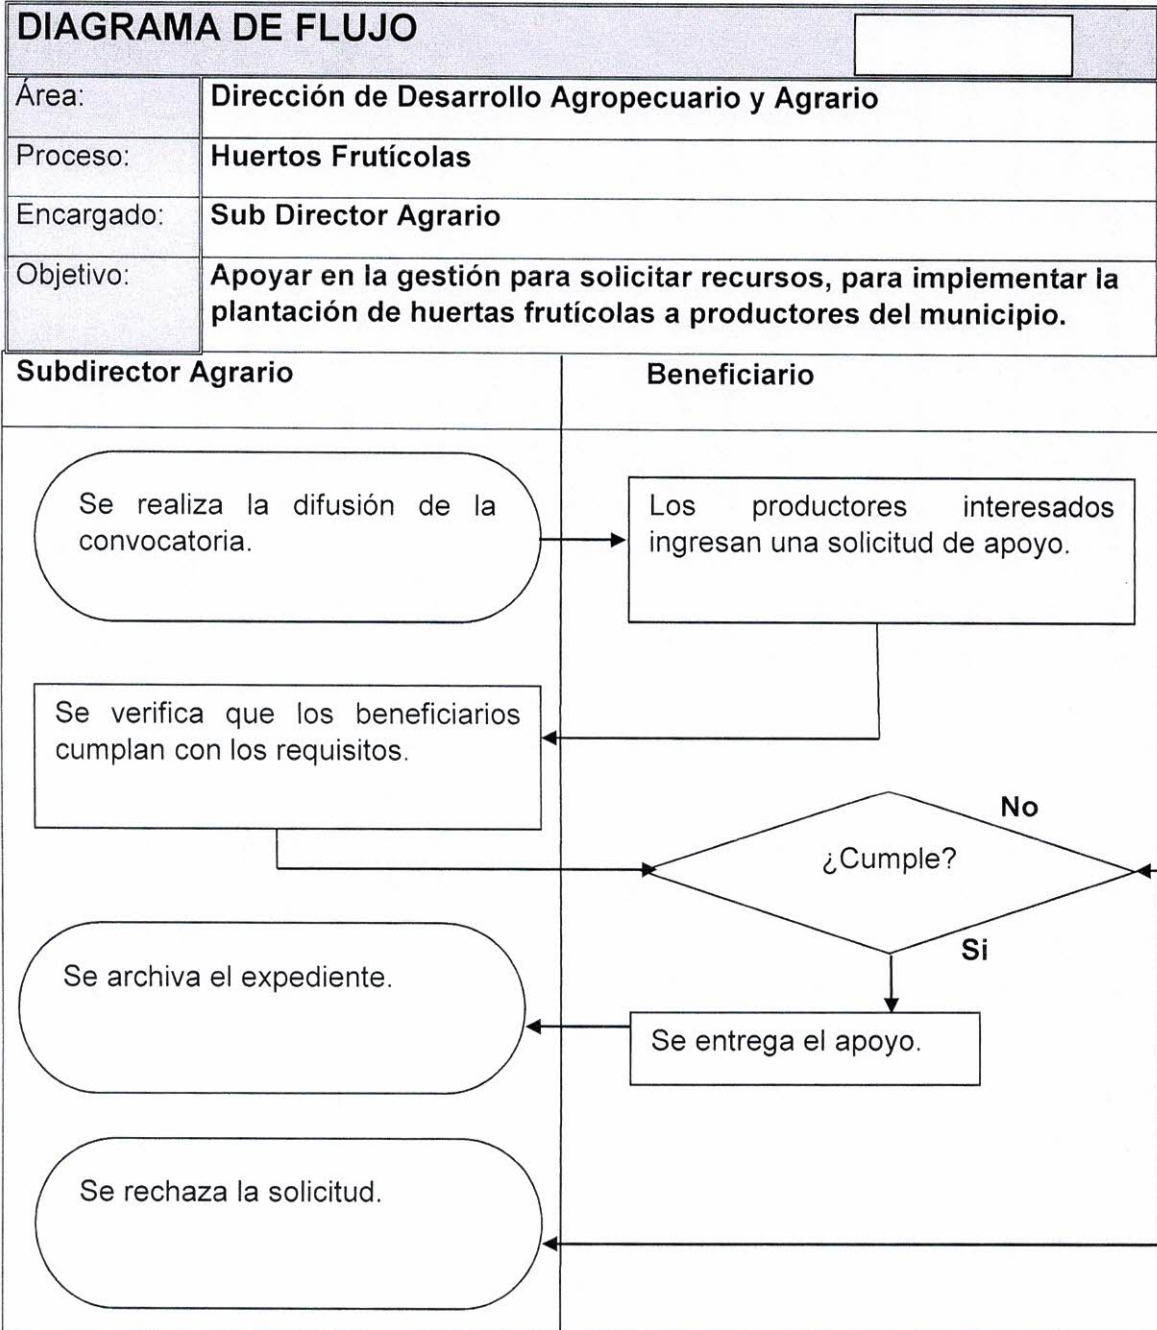 DIAGRAMA DE FLUJO
Área:
Dirección de Desarrollo Agropecuario y Agrario
Proceso:
Huertos Frutícolas
Encargado:
Sub Director Agrario
Objetivo:
Apoyar en la gestión para solicitar recursos, para implementar la
plantación de huertas frutícolas a productores del municipio.
Subdirector Agrario
Beneficiario
Se realiza la difusión de la
convocatoria.
Los productores interesados
ingresan una solicitud de apoyo.
Se verifica que los beneficiarios
cumplan con los requisitos.
No
¿Cumple?
Si
Se archiva el expediente.
Se entrega el apoyo.
Se rechaza la solicitud.